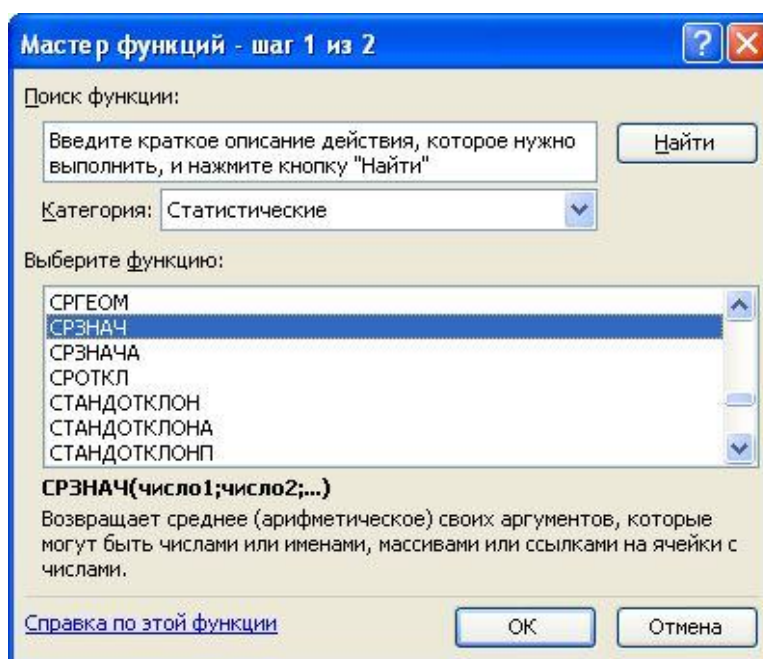 Мастер функций - шаг 1 из 2
Поиск функции:
Введите краткое описание действия, которое нужно
выполнить, и нажмите кнопку "Найти"
Найти
Категория: Статистические
Выберите функцию:
СРГЕОМ
СРЗНАЧ
СРЗНАЧА
СРОТКЛ
СТАНДОТКЛОН
СТАНДОТКЛОНА
СТАНДОТКЛОНП
СРЗНАЧ(число1;число2;...)
Возвращает среднее (арифметическое) своих аргументов, которые
могут быть числами или именами, массивами или ссылками на ячейки с
числами.
Справка по этой функции
ОК
Отмена